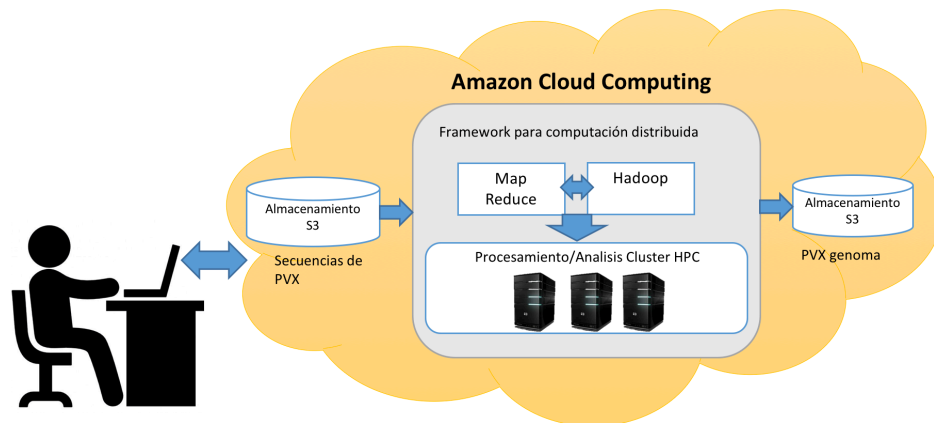 Amazon Cloud Computing
Framework para computación distribuida
Map
Reduce
Hadoop
Almacenamiento
S3
Secuencias de
PVX
Procesamiento/Analisis Cluster HPC
Almacenamiento
S3
PVX genoma